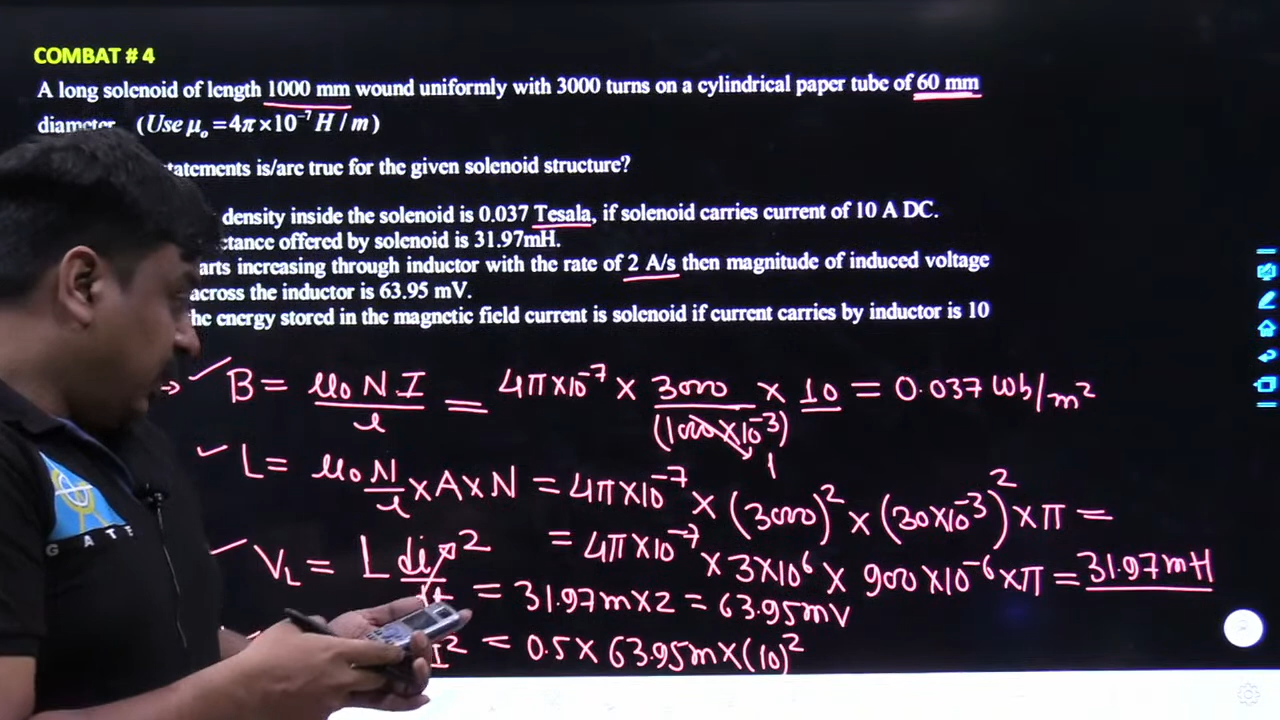 COMBAT # 4
A long solenoid of length 1000 mm wound uniformly with 3000 turns on a cylindrical paper tube of 60 mm
diameter. (Use μ₀ = 4π×10⁻⁷ H / m)
statements is/are true for the given solenoid structure?
density inside the solenoid is 0.037 Tesala, if solenoid carries current of 10 A DC.
ctance offered by solenoid is 31.97mH.
arts increasing through inductor with the rate of 2 A/s then magnitude of induced voltage
across the inductor is 63.95 mV.
he energy stored in the magnetic field current is solenoid if current carries by inductor is 10
→ ✓ B = μ₀ N I / l = 4π×10⁻⁷ × 3000 / (1000×10⁻³) × 10 = 0.037 Wb/m²
1
✓ L = μ₀ N / l × A × N = 4π×10⁻⁷ × (3000)² × (30×10⁻³)² × π =
= 4π×10⁻⁷ × 3×10⁶ × 900×10⁻⁶ × π = 31.97mH
✓ V_L = L di 2
= 31.97m×2 = 63.95mV
I² = 0.5 × 63.95m×(10)²
GATE